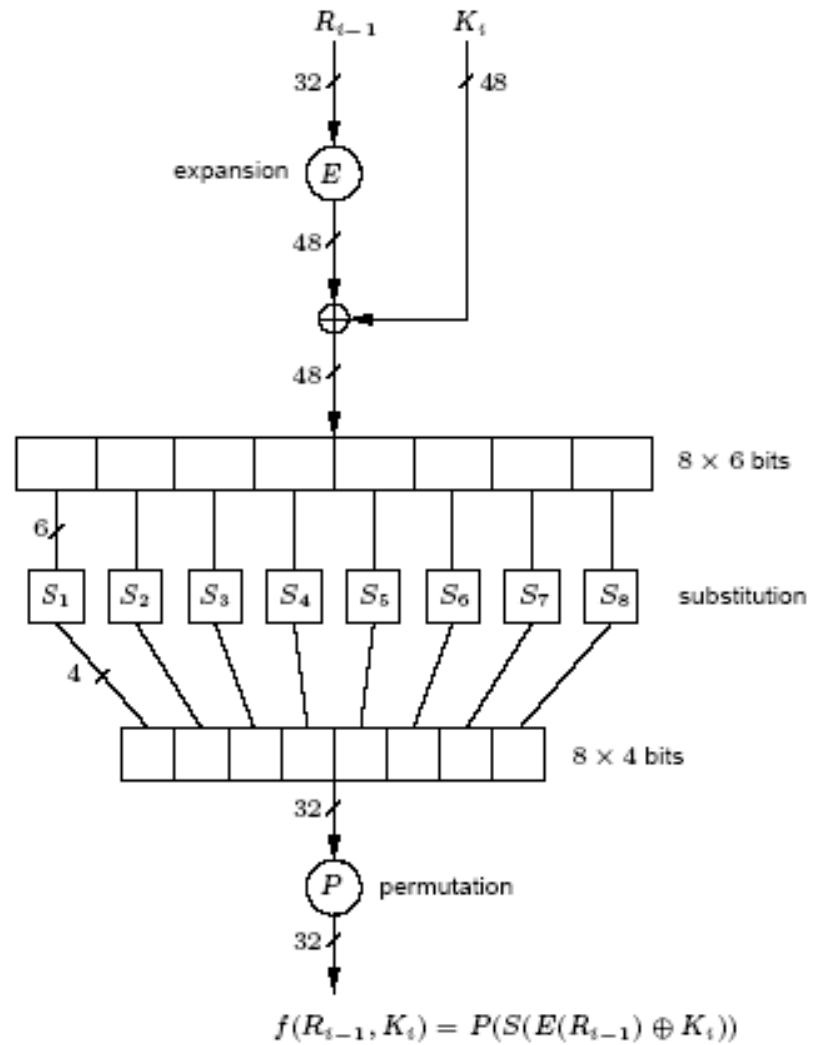 R_{i−1} K_i
32 48
expansion E
48
48
8 × 6 bits
6
S_1 S_2 S_3 S_4 S_5 S_6 S_7 S_8 substitution
4
8 × 4 bits
32
P permutation
32
f(R_{i−1}, K_i) = P(S(E(R_{i−1}) ⊕ K_i))